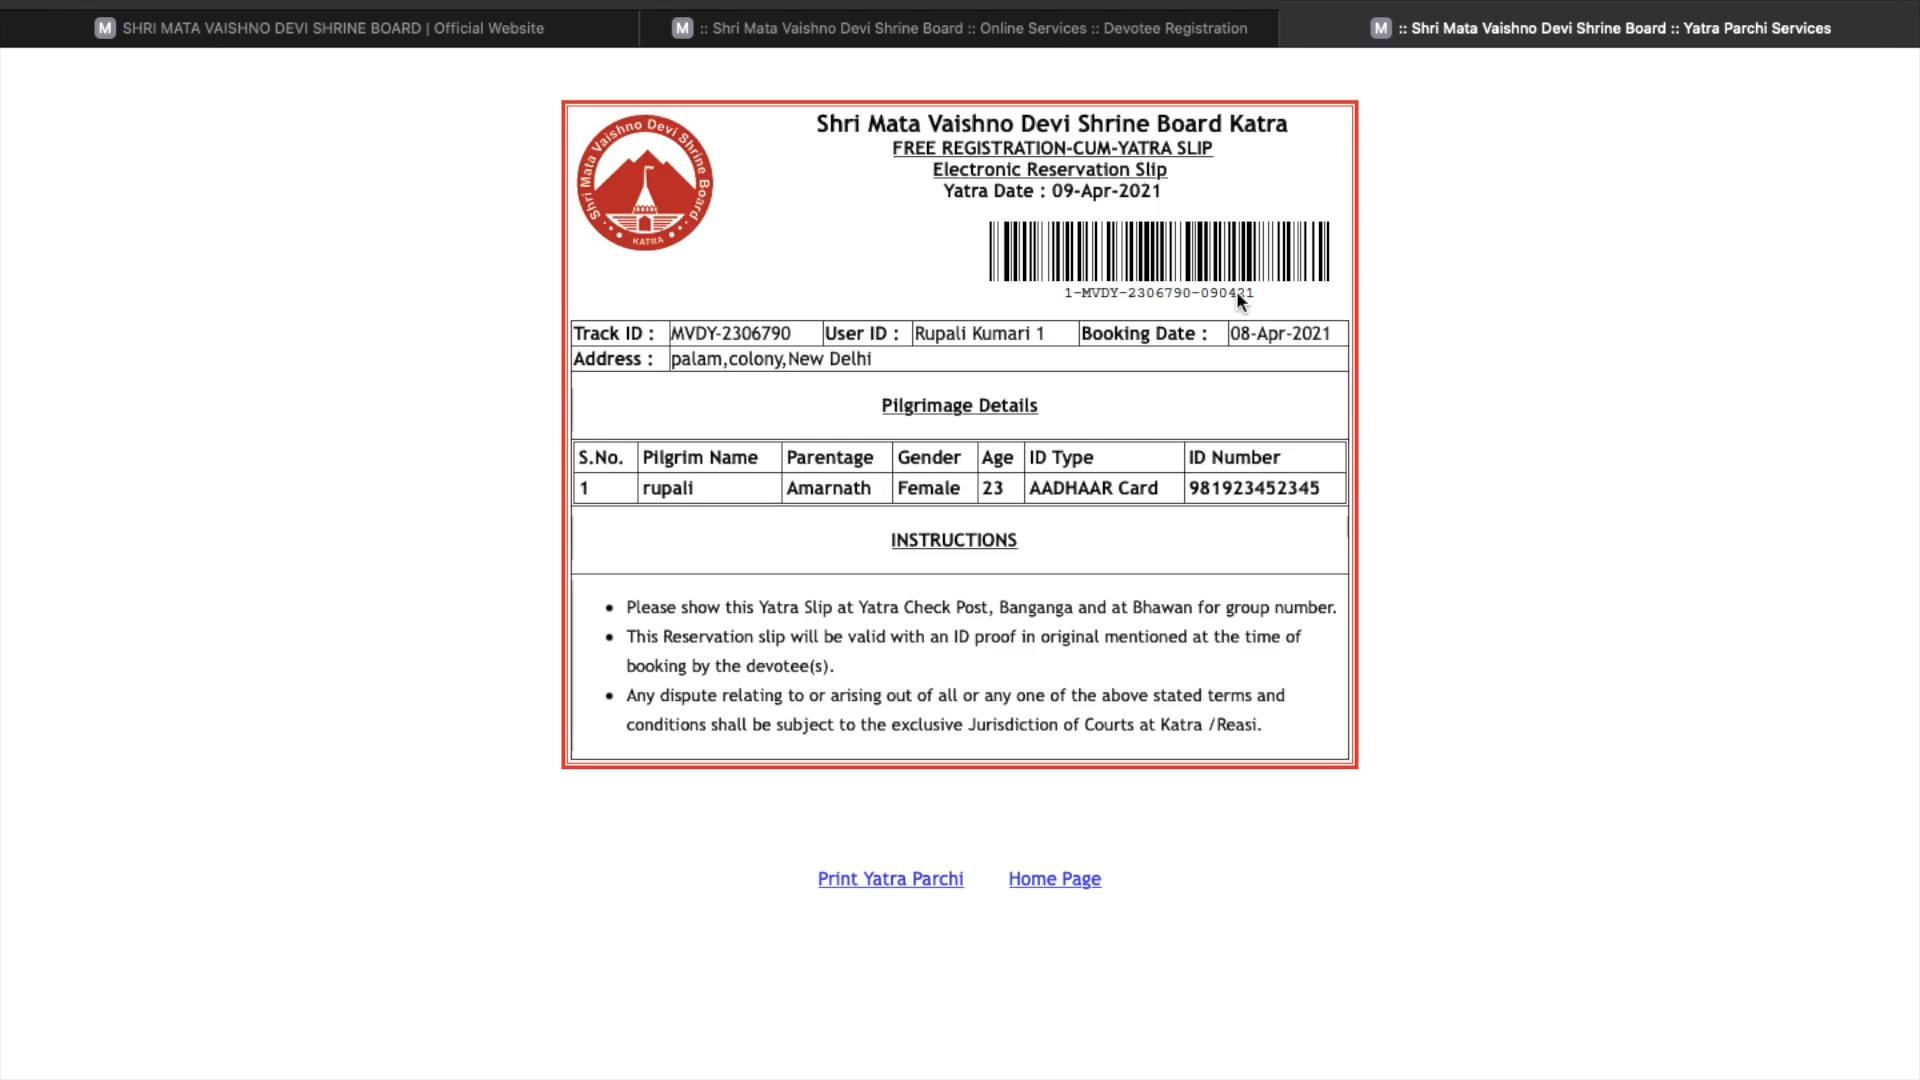 M SHRI MATA VAISHNO DEVI SHRINE BOARD | Official Website
M :: Shri Mata Vaishno Devi Shrine Board :: Online Services :: Devotee Registration
M :: Shri Mata Vaishno Devi Shrine Board :: Yatra Parchi Services
Shri Mata Vaishno Devi Shrine Board
KATRA
Shri Mata Vaishno Devi Shrine Board Katra
FREE REGISTRATION-CUM-YATRA SLIP
Electronic Reservation Slip
Yatra Date : 09-Apr-2021
1-MVDY-2306790-090421
Track ID : MVDY-2306790 User ID : Rupali Kumari 1 Booking Date : 08-Apr-2021
Address : palam,colony,New Delhi
Pilgrimage Details
S.No. Pilgrim Name Parentage Gender Age ID Type ID Number
1 rupali Amarnath Female 23 AADHAAR Card 981923452345
INSTRUCTIONS
• Please show this Yatra Slip at Yatra Check Post, Banganga and at Bhawan for group number.
• This Reservation slip will be valid with an ID proof in original mentioned at the time of
booking by the devotee(s).
• Any dispute relating to or arising out of all or any one of the above stated terms and
conditions shall be subject to the exclusive Jurisdiction of Courts at Katra /Reasi.
Print Yatra Parchi Home Page